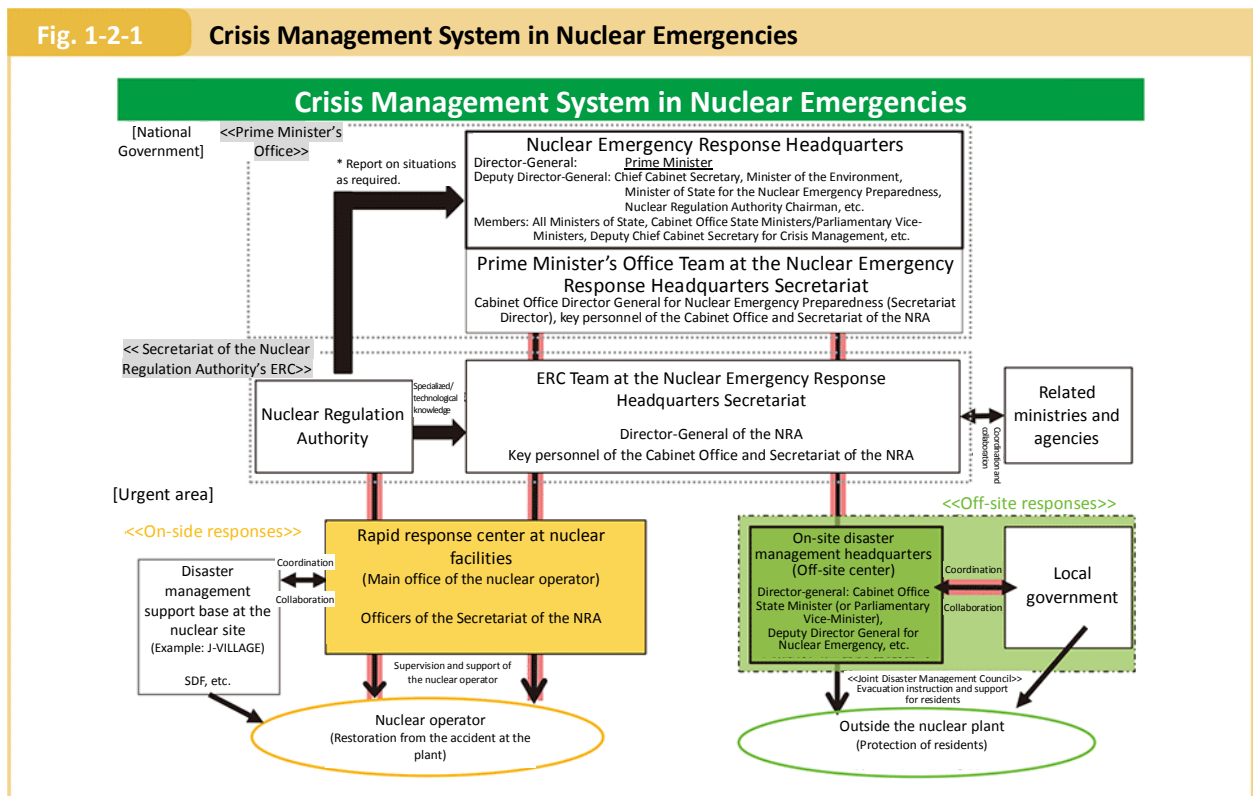 Fig. 1-2-1
Crisis Management System in Nuclear Emergencies
Crisis Management System in Nuclear Emergencies
[National
Government]
<<Prime Minister's
Office>>
* Report on situations
as required.
Nuclear Emergency Response Headquarters
Director-General: Prime Minister
Deputy Director-General: Chief Cabinet Secretary, Minister of the Environment,
Minister of State for the Nuclear Emergency Preparedness,
Nuclear Regulation Authority Chairman, etc.
Members: All Ministers of State, Cabinet Office State Ministers/Parliamentary Vice-
Ministers, Deputy Chief Cabinet Secretary for Crisis Management, etc.
Prime Minister's Office Team at the Nuclear Emergency
Response Headquarters Secretariat
Cabinet Office Director General for Nuclear Emergency Preparedness (Secretariat
Director), key personnel of the Cabinet Office and Secretariat of the NRA
<< Secretariat of the Nuclear
Regulation Authority's ERC>>
Nuclear Regulation
Authority
Specialized/
technological
knowledge
ERC Team at the Nuclear Emergency Response
Headquarters Secretariat
Director-General of the NRA
Key personnel of the Cabinet Office and Secretariat of the NRA
Coordination and
collaboration
Related
ministries and
agencies
[Urgent area]
<<On-side responses>>
<<Off-site responses>>
Disaster
management
support base at the
nuclear site
(Example: J-VILLAGE)
SDF, etc.
Coordination
Collaboration
Rapid response center at nuclear
facilities
(Main office of the nuclear operator)
Officers of the Secretariat of the NRA
On-site disaster
management headquarters
(Off-site center)
Director-general: Cabinet Office
State Minister (or Parliamentary
Vice-Minister),
Deputy Director General for
Nuclear Emergency, etc.
Coordination
Collaboration
Local
government
Supervision and support of
the nuclear operator
<<Joint Disaster Management Council>>
Evacuation instruction and support
for residents
Nuclear operator
(Restoration from the accident at the
plant)
Outside the nuclear plant
(Protection of residents)